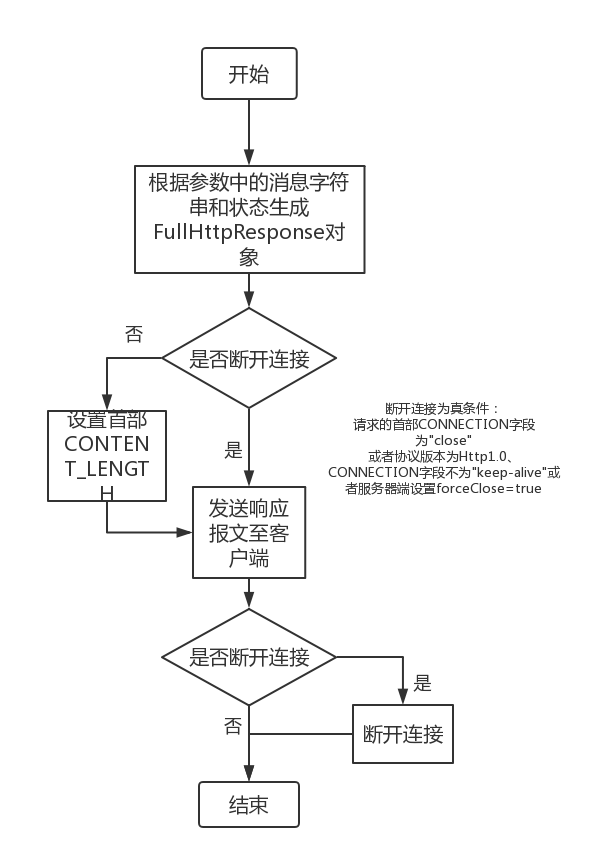 开始
根据参数中的消息字符
串和状态生成
FullHttpResponse对
象
否
是否断开连接
设置首部
CONTEN
T_LENGT
H
断开连接为真条件：
请求的首部CONNECTION字段
为"close"
或者协议版本为Http1.0、
CONNECTION字段不为"keep-alive"或
者服务器端设置forceClose=true
是
发送响应
报文至客
户端
是否断开连接
是
否
断开连接
结束